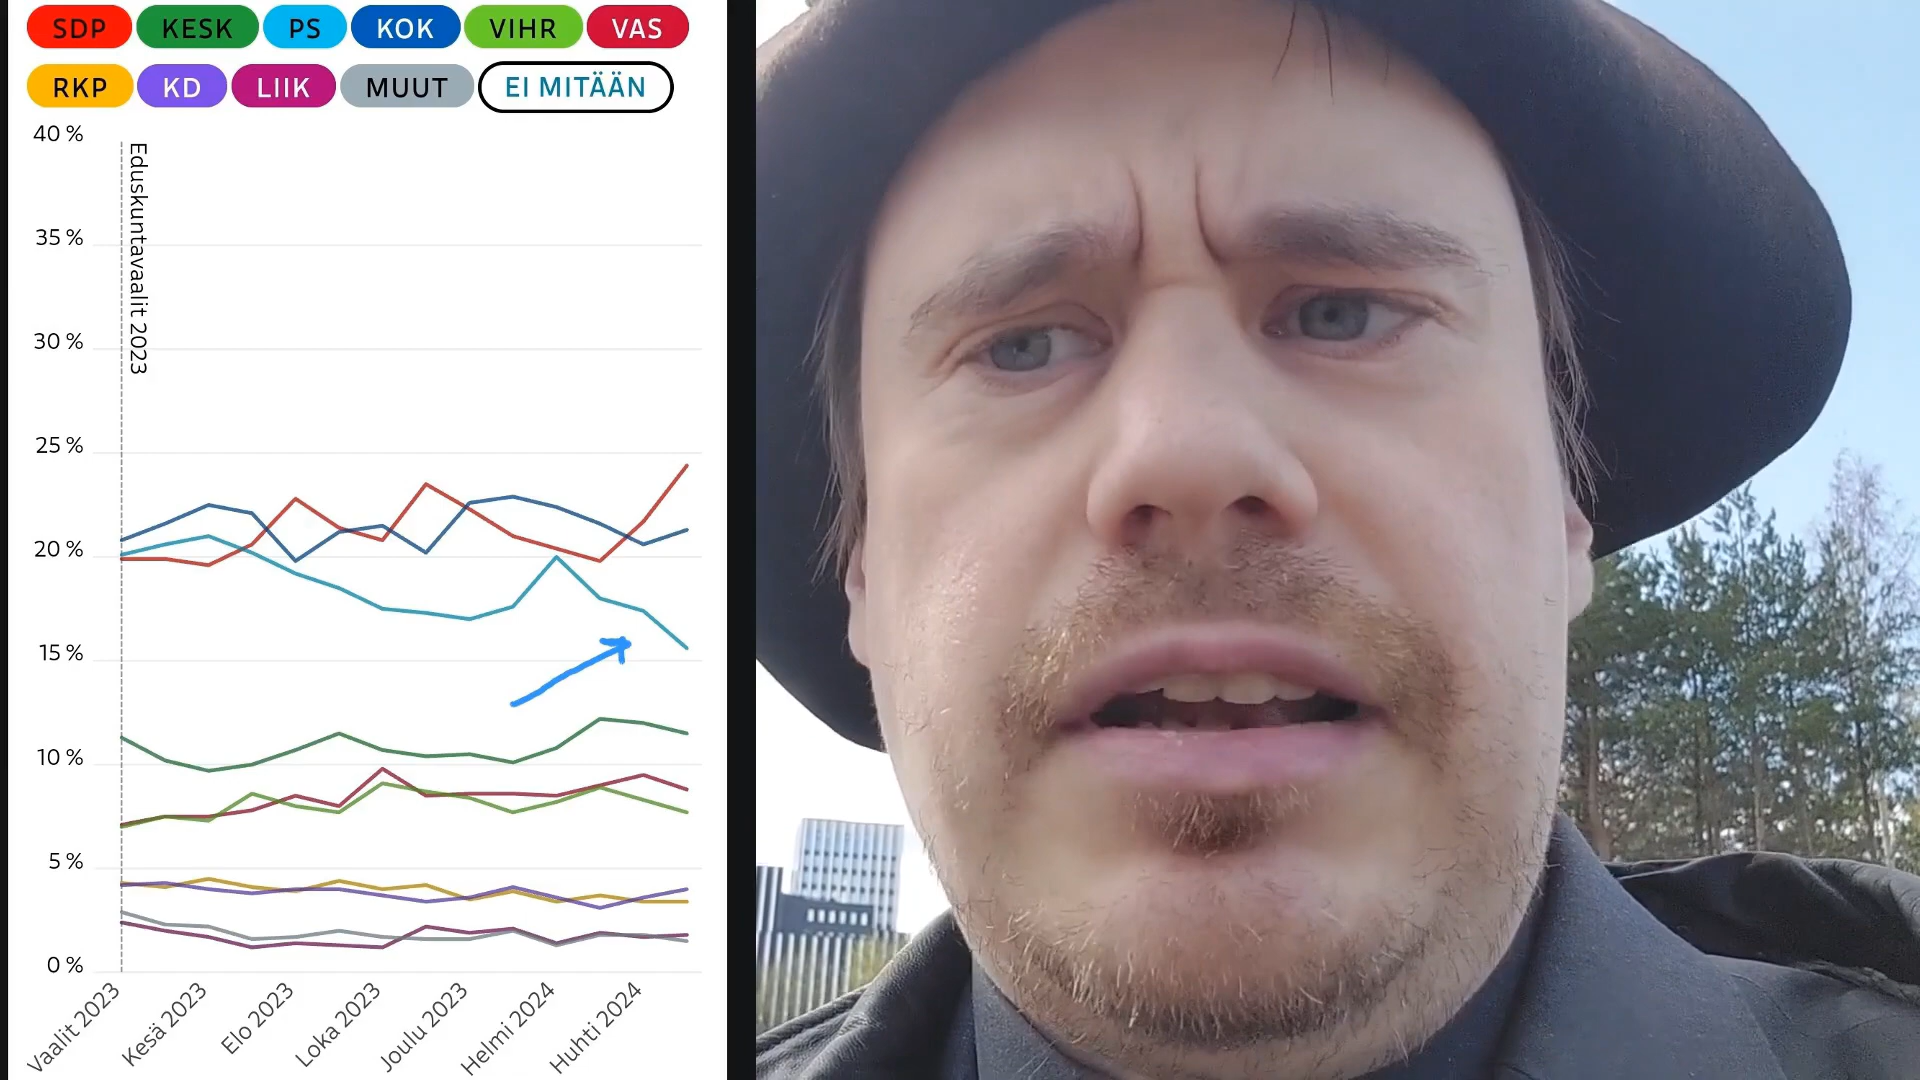 SDP KESK PS KOK VIHR VAS
RKP KD LIIK MUUT EI MITÄÄN
40 %
Eduskuntavaalit 2023
35 %
30 %
25 %
20 %
15 %
10 %
5 %
0 %
Vaalit 2023 Kesä 2023 Elo 2023 Loka 2023 Joulu 2023 Helmi 2024 Huhti 2024